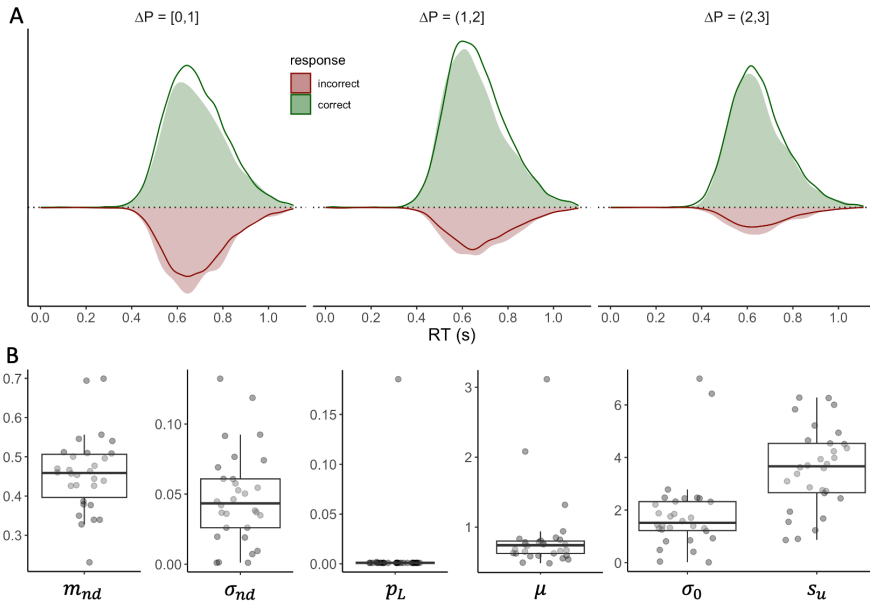 A
ΔP = [0,1]
ΔP = (1,2]
ΔP = (2,3]
response
incorrect
correct
0.0 0.2 0.4 0.6 0.8 1.0
0.0 0.2 0.4 0.6 0.8 1.0
0.0 0.2 0.4 0.6 0.8 1.0
RT (s)
B
0.7
0.6
0.5
0.4
0.3
m_nd
0.10
0.05
0.00
σ_nd
0.15
0.10
0.05
0.00
p_L
3
2
1
μ
6
4
2
0
σ_0
s_u